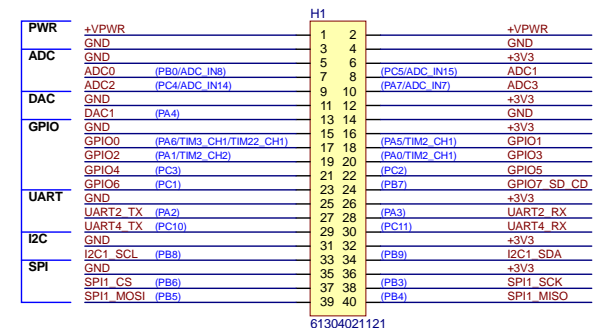 H1
PWR +VPWR 1 2 +VPWR
GND 3 4 GND
ADC GND 5 6 +3V3
ADC0 (PB0/ADC_IN8) 7 8 (PC5/ADC_IN15) ADC1
ADC2 (PC4/ADC_IN14) 9 10 (PA7/ADC_IN7) ADC3
DAC GND 11 12 +3V3
DAC1 (PA4) 13 14 GND
GPIO GND 15 16 +3V3
GPIO0 (PA6/TIM3_CH1/TIM22_CH1) 17 18 (PA5/TIM2_CH1) GPIO1
GPIO2 (PA1/TIM2_CH2) 19 20 (PA0/TIM2_CH1) GPIO3
GPIO4 (PC3) 21 22 (PC2) GPIO5
GPIO6 (PC1) 23 24 (PB7) GPIO7_SD_CD
UART GND 25 26 +3V3
UART2_TX (PA2) 27 28 (PA3) UART2_RX
UART4_TX (PC10) 29 30 (PC11) UART4_RX
I2C GND 31 32 +3V3
I2C1_SCL (PB8) 33 34 (PB9) I2C1_SDA
SPI GND 35 36 +3V3
SPI1_CS (PB6) 37 38 (PB3) SPI1_SCK
SPI1_MOSI (PB5) 39 40 (PB4) SPI1_MISO
61304021121